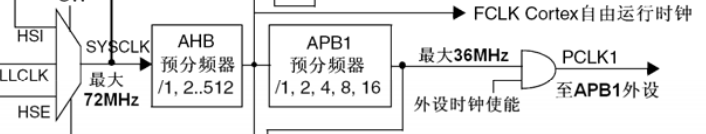 FCLK Cortex自由运行时钟
HSI
SYSCLK
LLCLK
最大
72MHz
HSE
AHB
预分频器
/1, 2..512
APB1
预分频器
/1, 2, 4, 8, 16
最大36MHz
外设时钟使能
PCLK1
至APB1外设